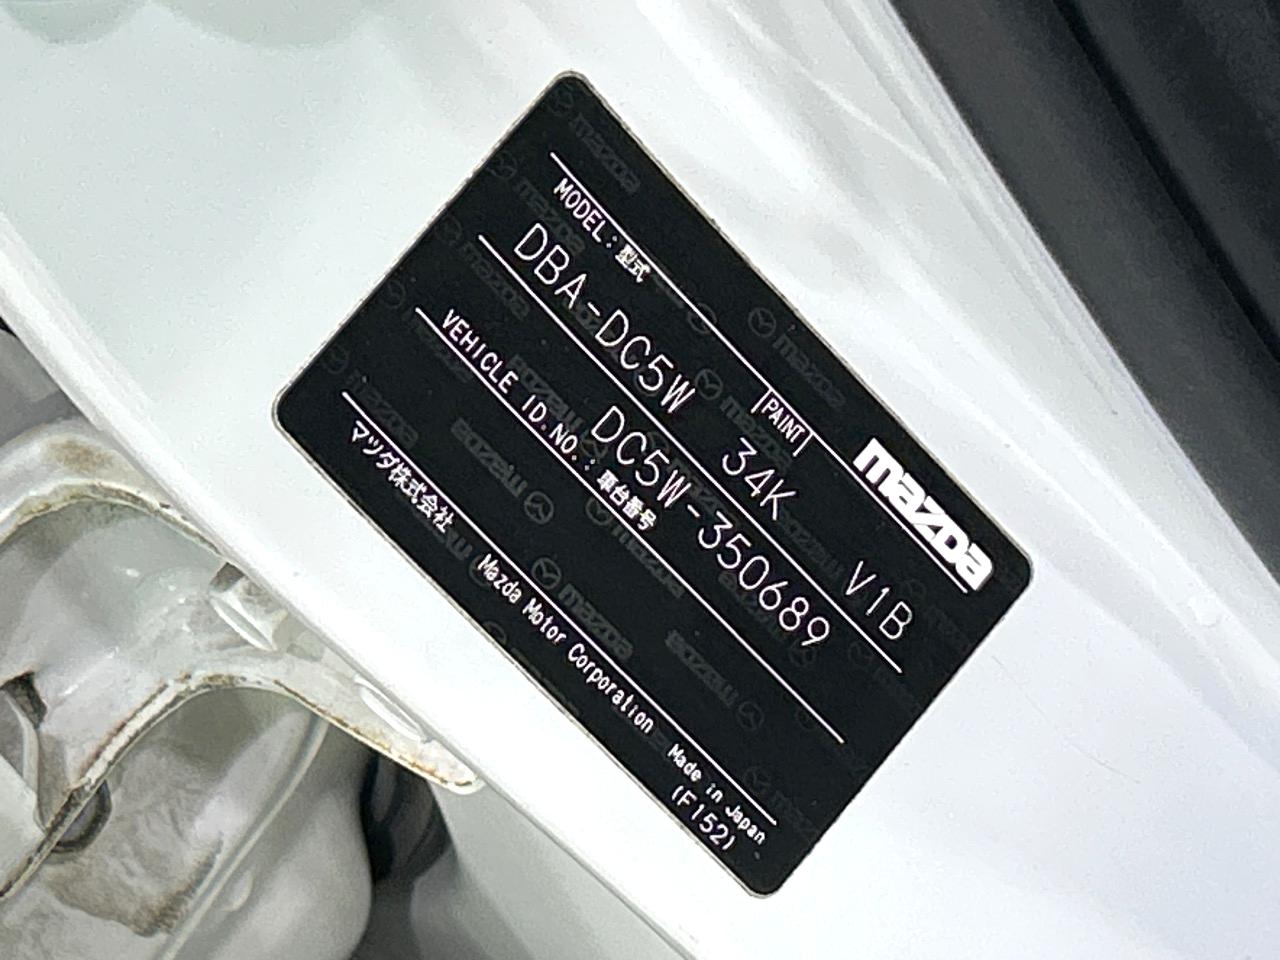 mazda
MODEL:型式 PAINT
DBA-DC5W 34K V1B
VEHICLE ID.NO.:車台番号
DC5W-350689
マツダ株式会社 Mazda Motor Corporation Made in Japan
(F152)